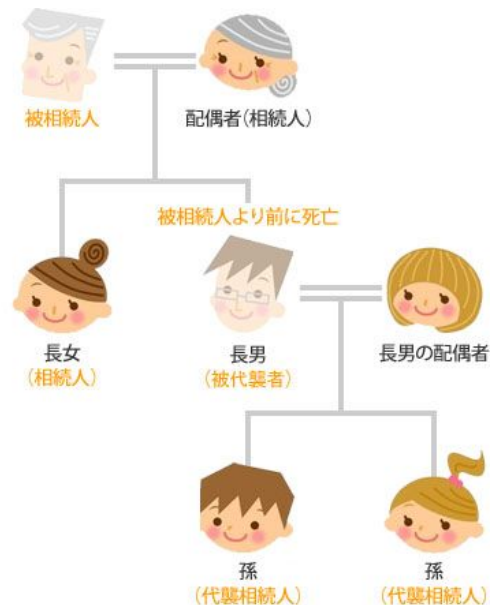 被相続人
配偶者(相続人)
被相続人より前に死亡
長女
(相続人)
長男
(被代襲者)
長男の配偶者
孫
(代襲相続人)
孫
(代襲相続人)